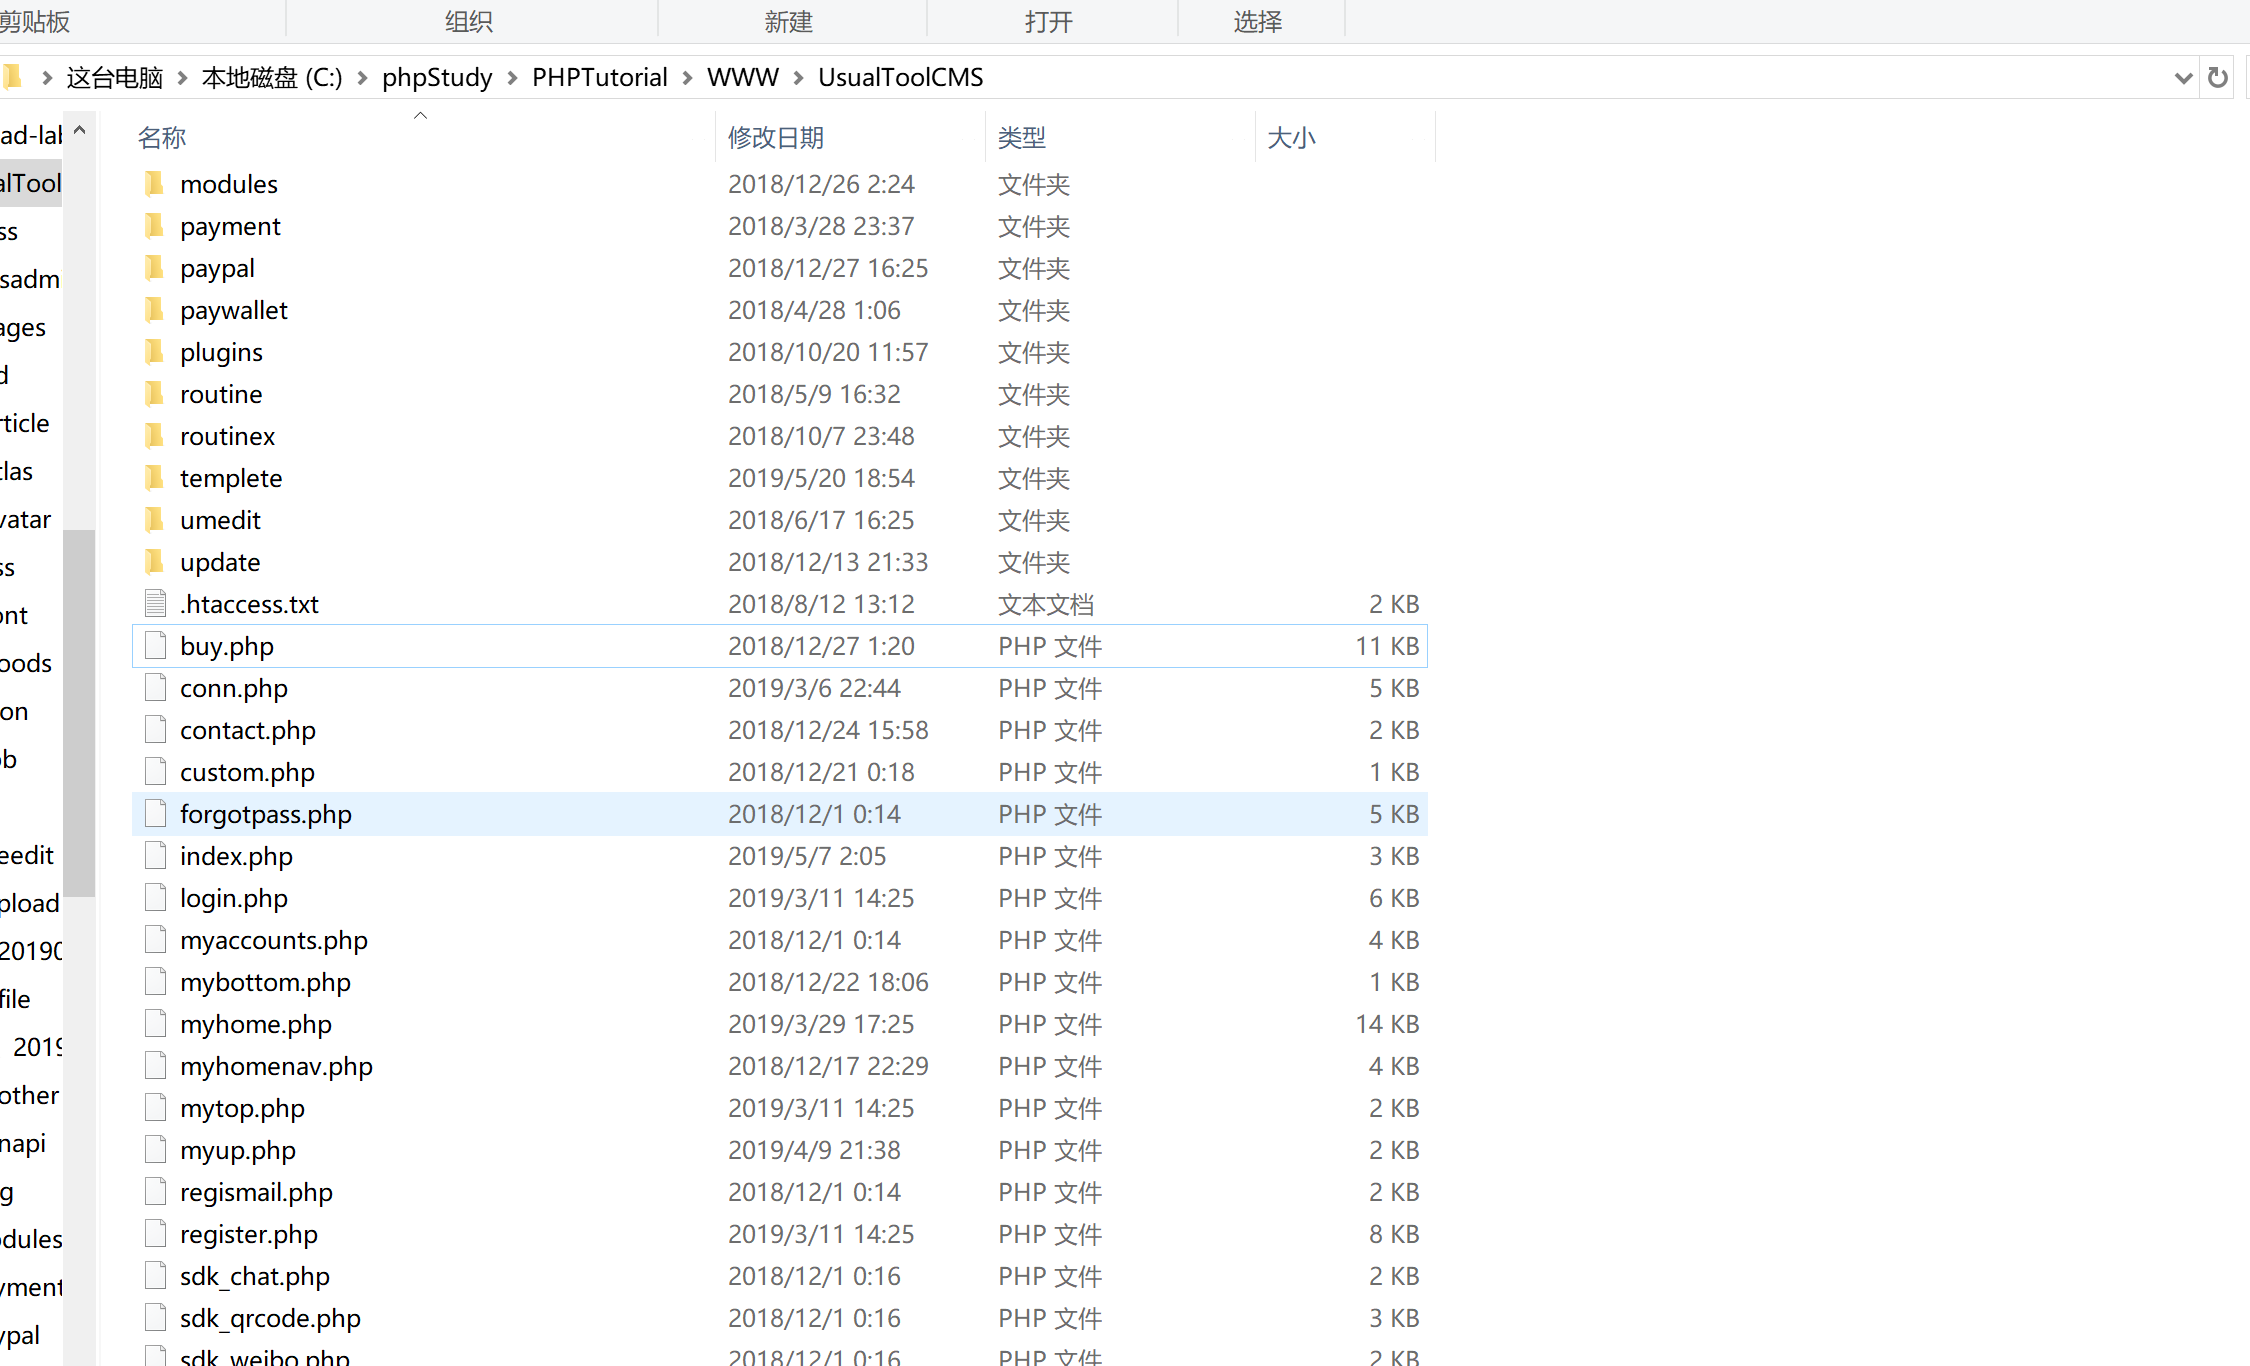 剪贴板 组织 新建 打开 选择
这台电脑 本地磁盘 (C:) phpStudy PHPTutorial WWW UsualToolCMS
名称 修改日期 类型 大小
modules 2018/12/26 2:24 文件夹
payment 2018/3/28 23:37 文件夹
paypal 2018/12/27 16:25 文件夹
paywallet 2018/4/28 1:06 文件夹
plugins 2018/10/20 11:57 文件夹
routine 2018/5/9 16:32 文件夹
routinex 2018/10/7 23:48 文件夹
templete 2019/5/20 18:54 文件夹
umedit 2018/6/17 16:25 文件夹
update 2018/12/13 21:33 文件夹
.htaccess.txt 2018/8/12 13:12 文本文档 2 KB
buy.php 2018/12/27 1:20 PHP 文件 11 KB
conn.php 2019/3/6 22:44 PHP 文件 5 KB
contact.php 2018/12/24 15:58 PHP 文件 2 KB
custom.php 2018/12/21 0:18 PHP 文件 1 KB
forgotpass.php 2018/12/1 0:14 PHP 文件 5 KB
index.php 2019/5/7 2:05 PHP 文件 3 KB
login.php 2019/3/11 14:25 PHP 文件 6 KB
myaccounts.php 2018/12/1 0:14 PHP 文件 4 KB
mybottom.php 2018/12/22 18:06 PHP 文件 1 KB
myhome.php 2019/3/29 17:25 PHP 文件 14 KB
myhomenav.php 2018/12/17 22:29 PHP 文件 4 KB
mytop.php 2019/3/11 14:25 PHP 文件 2 KB
myup.php 2019/4/9 21:38 PHP 文件 2 KB
regismail.php 2018/12/1 0:14 PHP 文件 2 KB
register.php 2019/3/11 14:25 PHP 文件 8 KB
sdk_chat.php 2018/12/1 0:16 PHP 文件 2 KB
sdk_qrcode.php 2018/12/1 0:16 PHP 文件 3 KB
sdk_weibo.php 2018/12/1 0:16 PHP 文件 2 KB
ad-lab
alTool
ss
sadm
ages
d
rticle
tlas
vatar
ss
ont
oods
on
ob
eedit
pload
20190
file
2019
other
napi
g
odules
yment
ypal